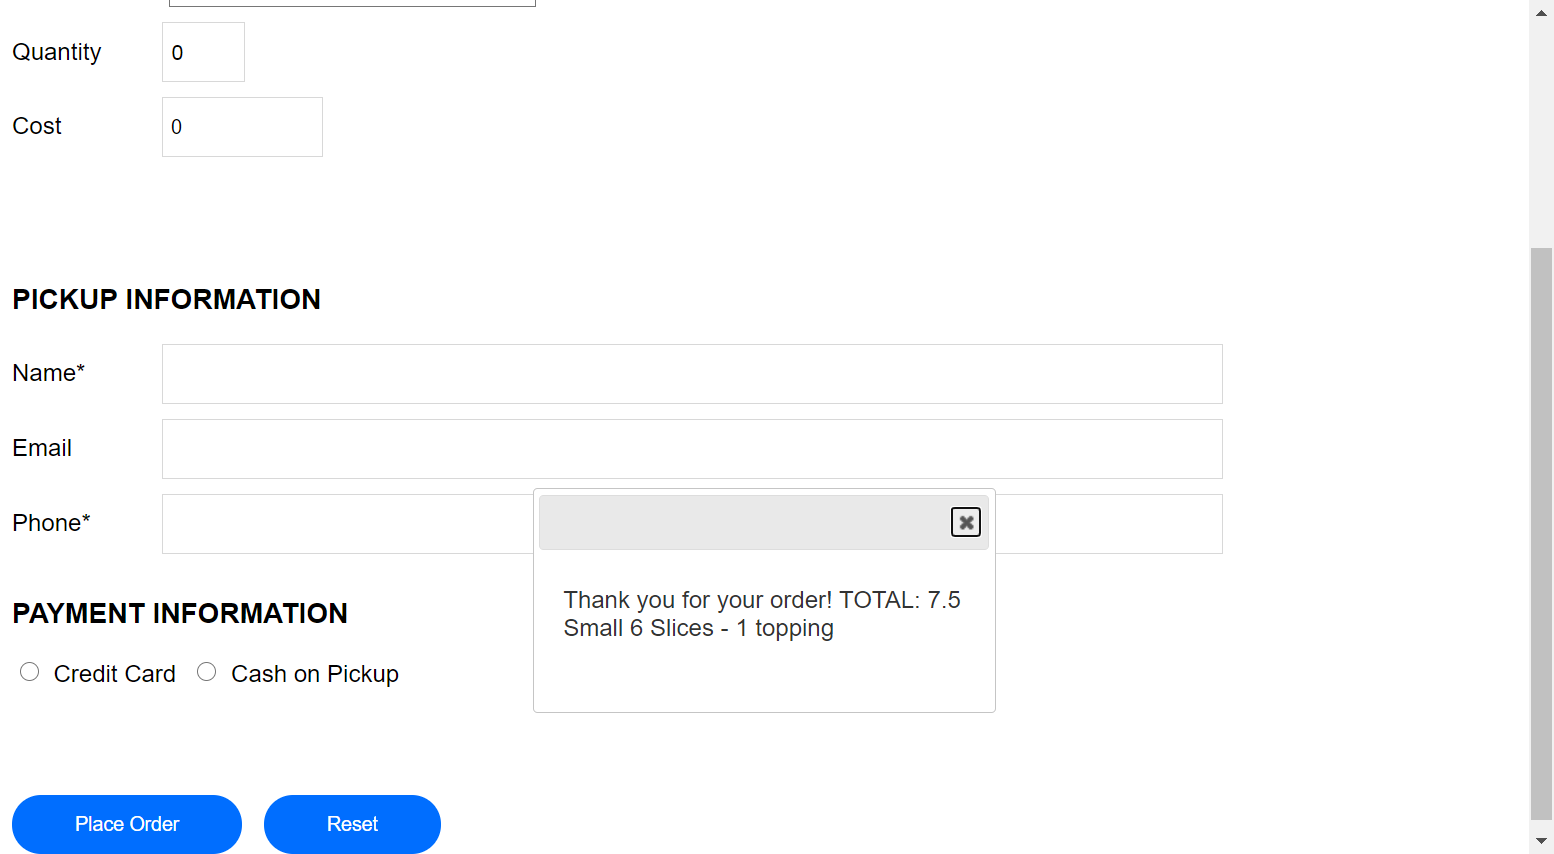 Quantity 0
Cost 0
PICKUP INFORMATION
Name*
Email
Phone*
Thank you for your order! TOTAL: 7.5
Small 6 Slices - 1 topping
PAYMENT INFORMATION
Credit Card Cash on Pickup
Place Order Reset